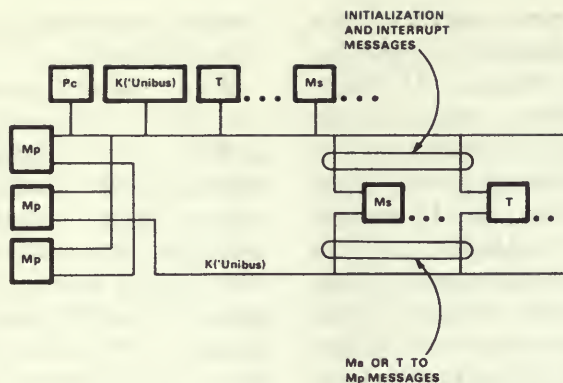 INITIALIZATION
AND INTERRUPT
MESSAGES
Pc
K('Unibus)
T
Ms
Mp
Mp
Mp
Ms
T
K('Unibus)
Ms OR T TO
Mp MESSAGES